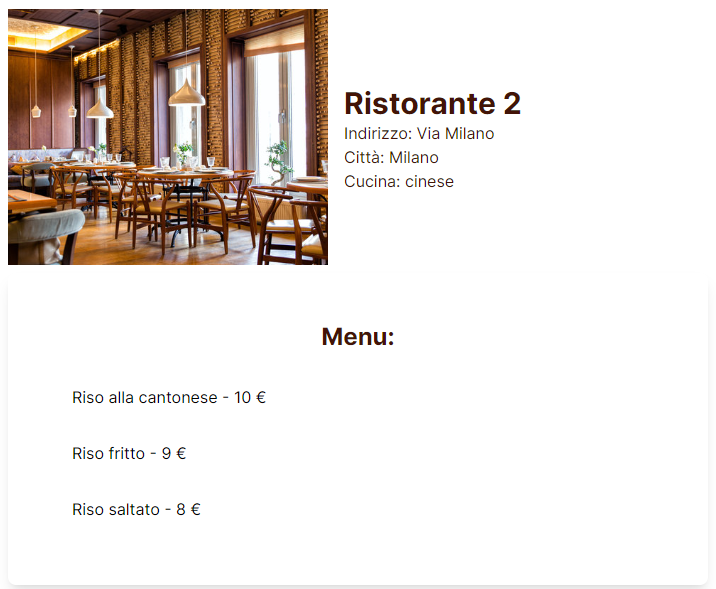 Ristorante 2
Indirizzo: Via Milano
Città: Milano
Cucina: cinese
Menu:
Riso alla cantonese - 10 €
Riso fritto - 9 €
Riso saltato - 8 €